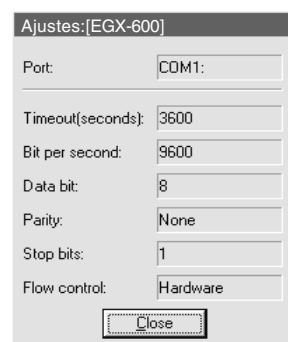 Ajustes:[EGX-600]
Port: COM1:
Timeout(seconds): 3600
Bit per second: 9600
Data bit: 8
Parity: None
Stop bits: 1
Flow control: Hardware
Close